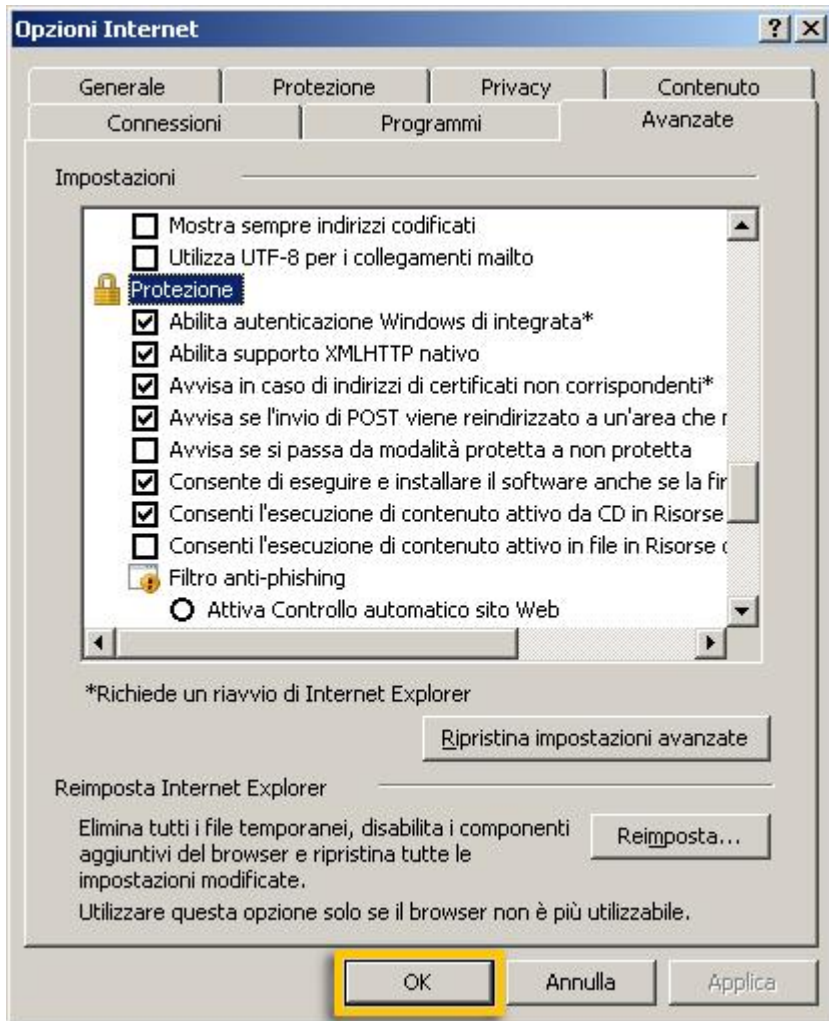 Opzioni Internet
Generale Protezione Privacy Contenuto
Connessioni Programmi Avanzate
Impostazioni
Mostra sempre indirizzi codificati
Utilizza UTF-8 per i collegamenti mailto
Protezione
Abilita autenticazione Windows di integrata*
Abilita supporto XMLHTTP nativo
Avvisa in caso di indirizzi di certificati non corrispondenti*
Avvisa se l'invio di POST viene reindirizzato a un'area che
Avvisa se si passa da modalità protetta a non protetta
Consente di eseguire e installare il software anche se la
Consenti l'esecuzione di contenuto attivo da CD in Risorse
Consenti l'esecuzione di contenuto attivo in file in Risorse
Filtro anti-phishing
Attiva Controllo automatico sito Web
*Richiede un riavvio di Internet Explorer
Ripristina impostazioni avanzate
Reimposta Internet Explorer
Elimina tutti i file temporanei, disabilita i componenti
aggiuntivi del browser e ripristina tutte le
impostazioni modificate.
Reimposta...
Utilizzare questa opzione solo se il browser non è più utilizzabile.
OK Annulla Applica